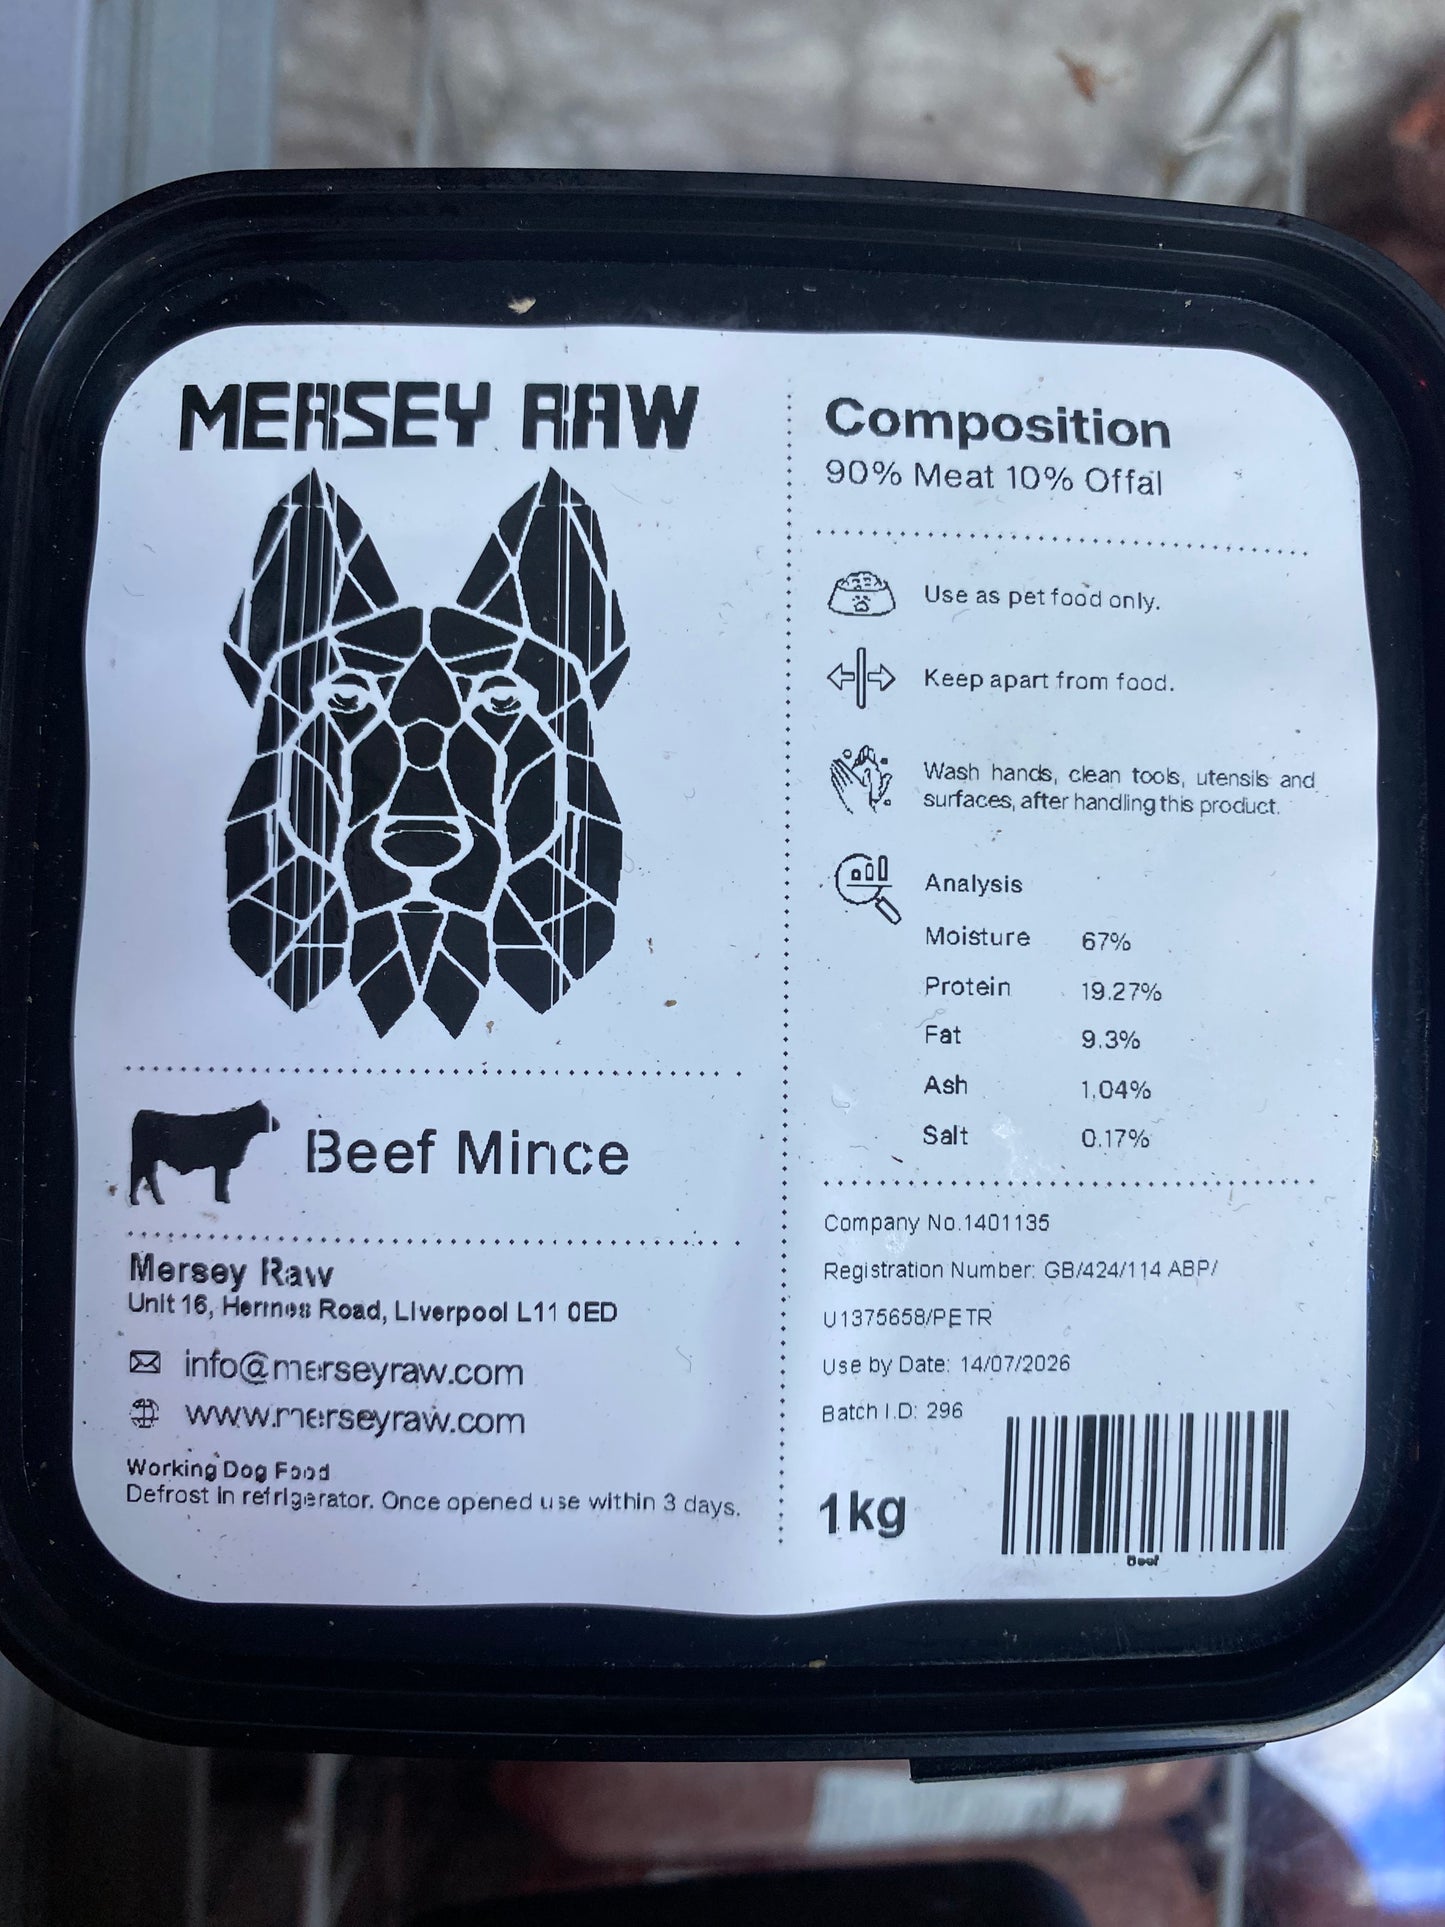 MERSEY RAW
Beef Mince
Mersey Raw
Unit 16, Hermes Road, Liverpool L11 0ED
info@merseyraw.com
www.merseyraw.com
Working Dog Food
Defrost in refrigerator. Once opened use within 3 days.
Composition
90% Meat 10% Offal
Use as pet food only.
Keep apart from food.
Wash hands, clean tools, utensils and
surfaces, after handling this product.
Analysis
Moisture 67%
Protein 19.27%
Fat 9.3%
Ash 1.04%
Salt 0.17%
Company No.1401135
Registration Number: GB/424/114 ABP/
U1375658/PETR
Use by Date: 14/07/2026
Batch I.D: 296
1kg
Beef